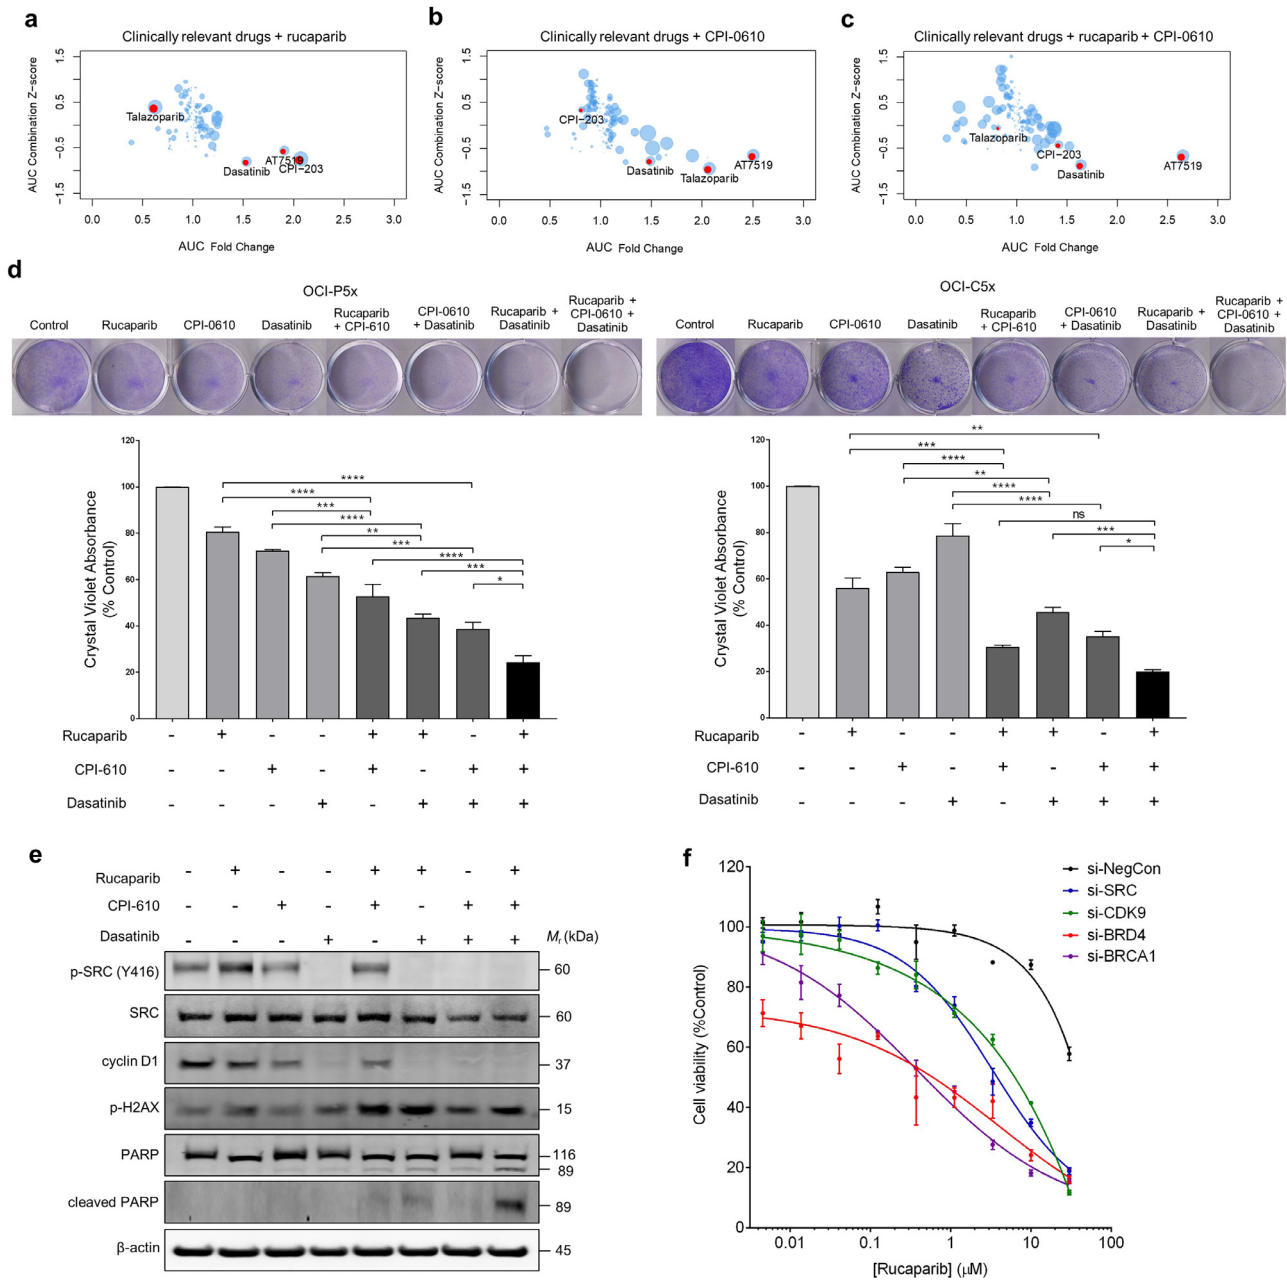 a
Clinically relevant drugs + rucaparib
AUC Combination Z-score
1.5
0.5
-0.5
-1.5
Talazoparib
AT7519
Dasatinib
CPI-203
0.0 0.5 1.0 1.5 2.0 2.5 3.0
AUC Fold Change
b
Clinically relevant drugs + CPI-0610
AUC Combination Z-score
1.5
0.5
-0.5
-1.5
CPI-203
Dasatinib
Talazoparib
AT7519
0.0 0.5 1.0 1.5 2.0 2.5 3.0
AUC Fold Change
c
Clinically relevant drugs + rucaparib + CPI-0610
AUC Combination Z-score
1.5
0.5
-0.5
-1.5
Talazoparib
CPI-203
Dasatinib
AT7519
0.0 0.5 1.0 1.5 2.0 2.5 3.0
AUC Fold Change
d
OCI-P5x
Control
Rucaparib
CPI-0610
Dasatinib
Rucaparib
+ CPI-610
CPI-0610
+ Dasatinib
Rucaparib +
Dasatinib
Rucaparib +
CPI-0610 +
Dasatinib
Crystal Violet Absorbance
(% Control)
120
100
80
60
40
20
0
****
****
***
****
**
***
****
***
*
Rucaparib - + - - + + - +
CPI-610 - - + - + - + +
Dasatinib - - - + - + + +
OCI-C5x
Control
Rucaparib
CPI-0610
Dasatinib
Rucaparib
+ CPI-610
CPI-0610
+ Dasatinib
Rucaparib +
Dasatinib
Rucaparib +
CPI-0610 +
Dasatinib
Crystal Violet Absorbance
(% Control)
120
100
80
60
40
20
0
**
***
****
**
****
****
ns
***
*
Rucaparib - + - - + + - +
CPI-610 - - + - + - + +
Dasatinib - - - + - + + +
e
Rucaparib - + - - + + - +
CPI-610 - - + - + - + +
Dasatinib - - - + - + + + Mr (kDa)
p-SRC (Y416) 60
SRC 60
cyclin D1 37
p-H2AX 15
PARP 116
89
cleaved PARP 89
β-actin 45
f
Cell viability (%Control)
120
100
80
60
40
20
0
si-NegCon
si-SRC
si-CDK9
si-BRD4
si-BRCA1
0.01 0.1 1 10 100
[Rucaparib] (μM)